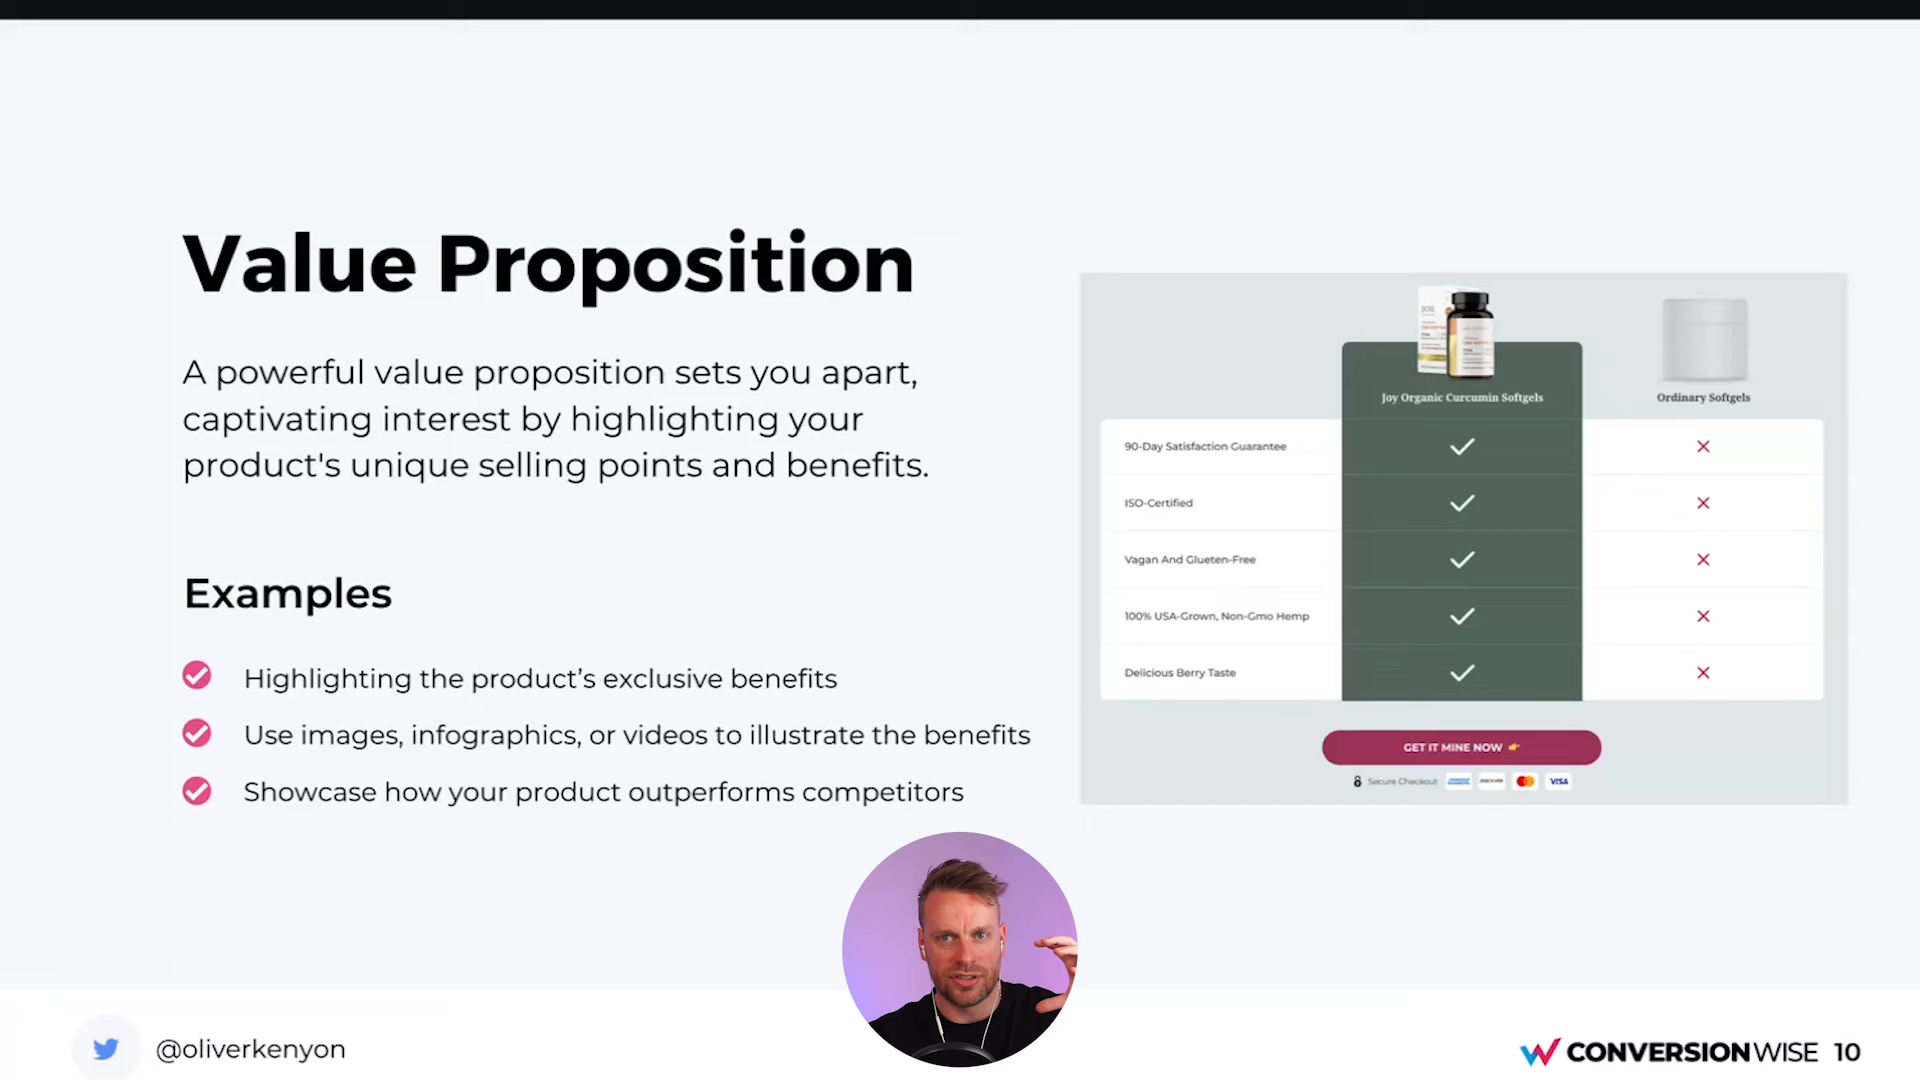 Value Proposition
A powerful value proposition sets you apart,
captivating interest by highlighting your
product's unique selling points and benefits.
Examples
Highlighting the product’s exclusive benefits
Use images, infographics, or videos to illustrate the benefits
Showcase how your product outperforms competitors
JOY
Joy Organic Curcumin Softgels
Ordinary Softgels
90-Day Satisfaction Guarantee
ISO-Certified
Vagan And Glueten-Free
100% USA-Grown, Non-Gmo Hemp
Delicious Berry Taste
GET IT MINE NOW
Secure Checkout
VISA
@oliverkenyon
CONVERSIONWISE 10